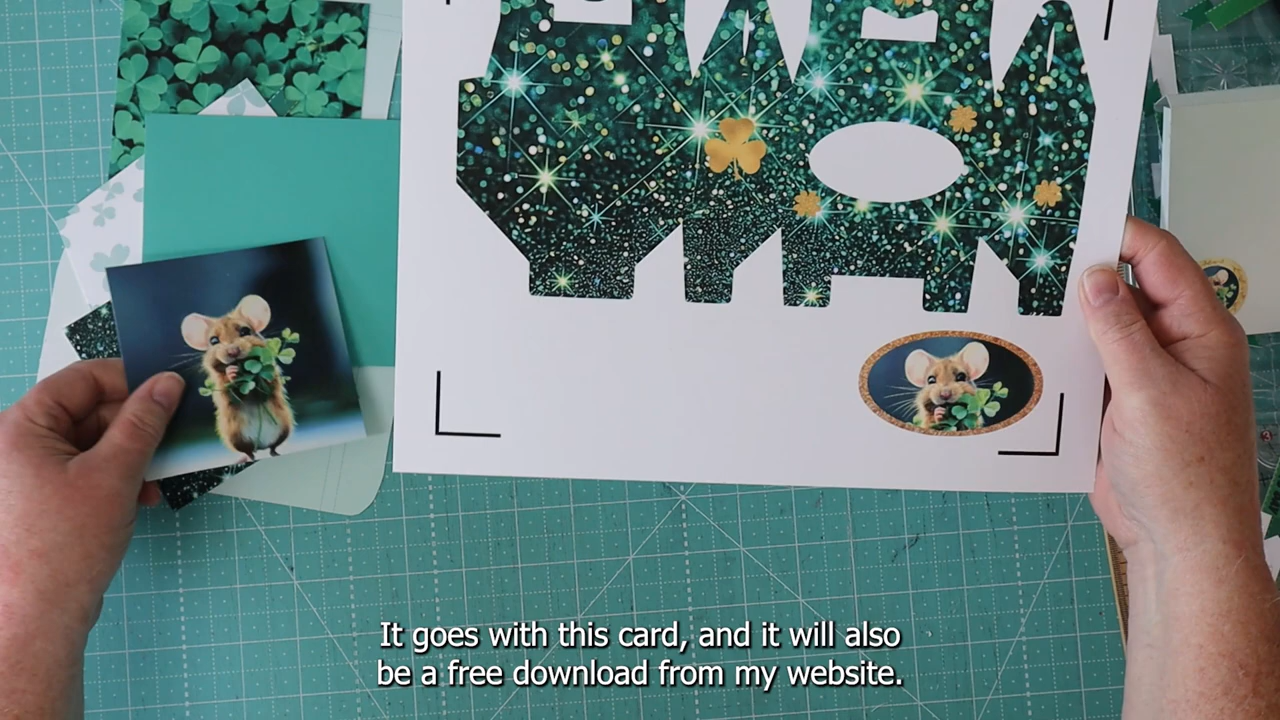 It goes with this card, and it will also
be a free download from my website.